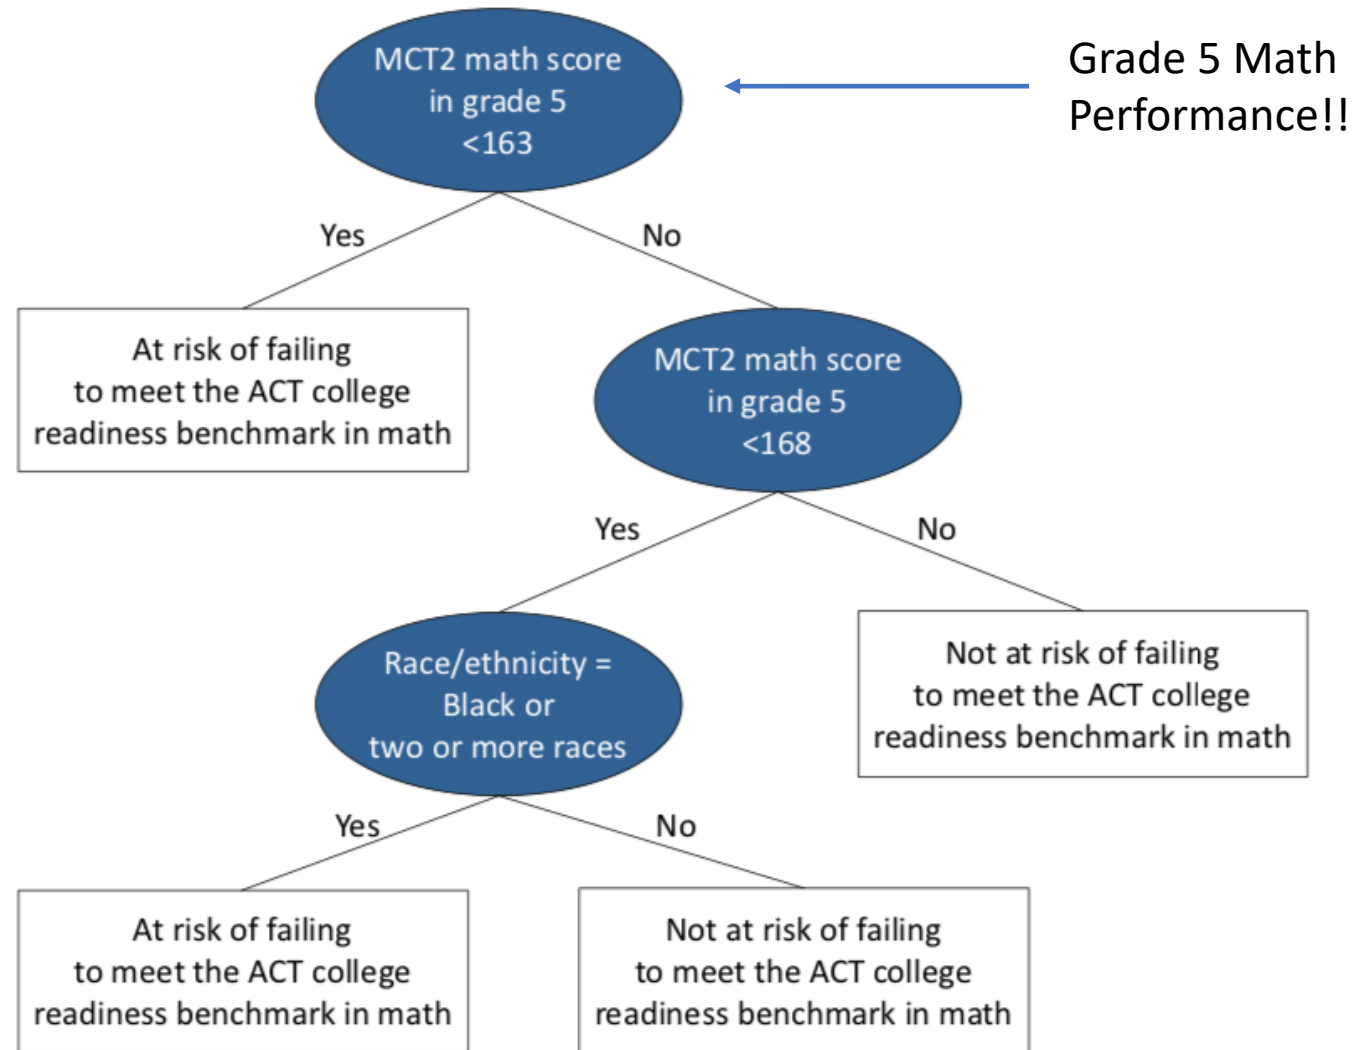 MCT2 math score
in grade 5
<163
Grade 5 Math
Performance!!
Yes
No
At risk of failing
to meet the ACT college
readiness benchmark in math
MCT2 math score
in grade 5
<168
Yes
No
Race/ethnicity =
Black or
two or more races
Not at risk of failing
to meet the ACT college
readiness benchmark in math
Yes
No
At risk of failing
to meet the ACT college
readiness benchmark in math
Not at risk of failing
to meet the ACT college
readiness benchmark in math